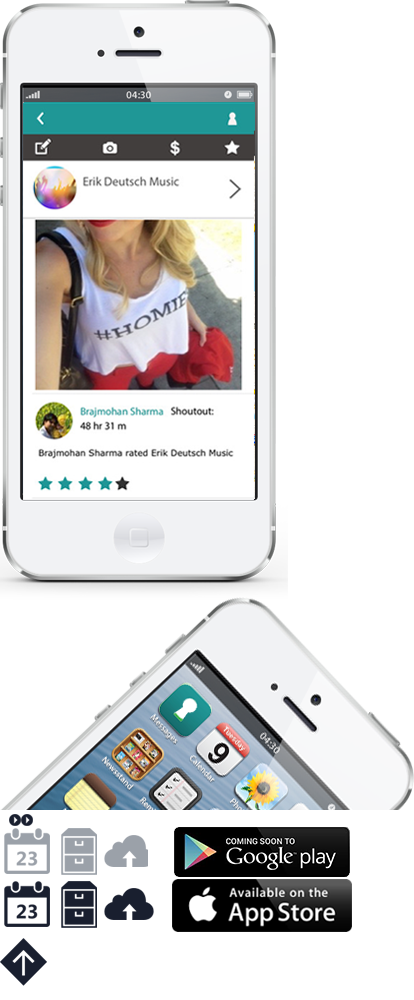 04:30
$
Erik Deutsch Music
#HOMIE
Brajmohan Sharma Shoutout:
48 hr 31 m
Brajmohan Sharma rated Erik Deutsch Music
04:30
Messages
Tuesday
9
Calendar
Newsstand
23
COMING SOON TO
Google play
23
Available on the
App Store